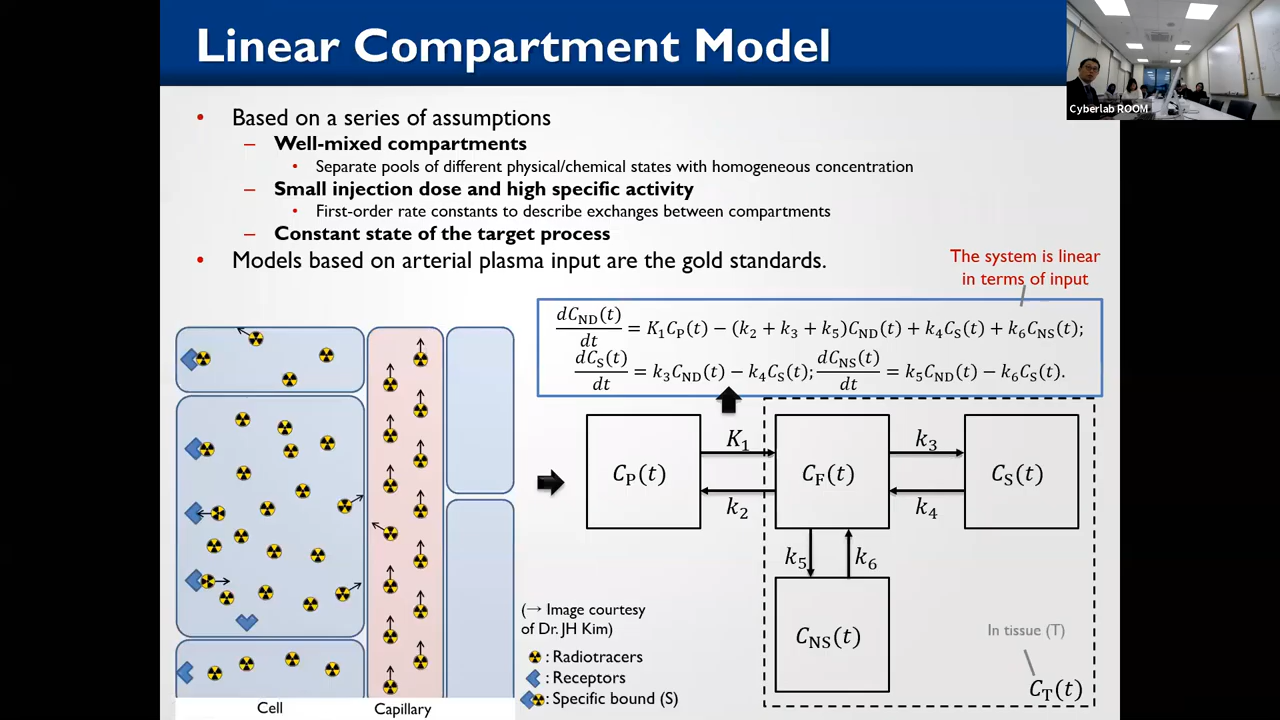 Linear Compartment Model
Cyberlab ROOM
• Based on a series of assumptions
– Well-mixed compartments
• Separate pools of different physical/chemical states with homogeneous concentration
– Small injection dose and high specific activity
• First-order rate constants to describe exchanges between compartments
– Constant state of the target process
• Models based on arterial plasma input are the gold standards.
The system is linear
in terms of input
dC_ND(t)/dt = K_1C_P(t) − (k_2 + k_3 + k_5)C_ND(t) + k_4C_S(t) + k_6C_NS(t);
dC_S(t)/dt = k_3C_ND(t) − k_4C_S(t); dC_NS(t)/dt = k_5C_ND(t) − k_6C_S(t).
C_P(t)
K_1
k_2
C_F(t)
k_3
k_4
C_S(t)
k_5
k_6
C_NS(t)
In tissue (T)
C_T(t)
(→ Image courtesy
of Dr. JH Kim)
: Radiotracers
: Receptors
: Specific bound (S)
Cell
Capillary